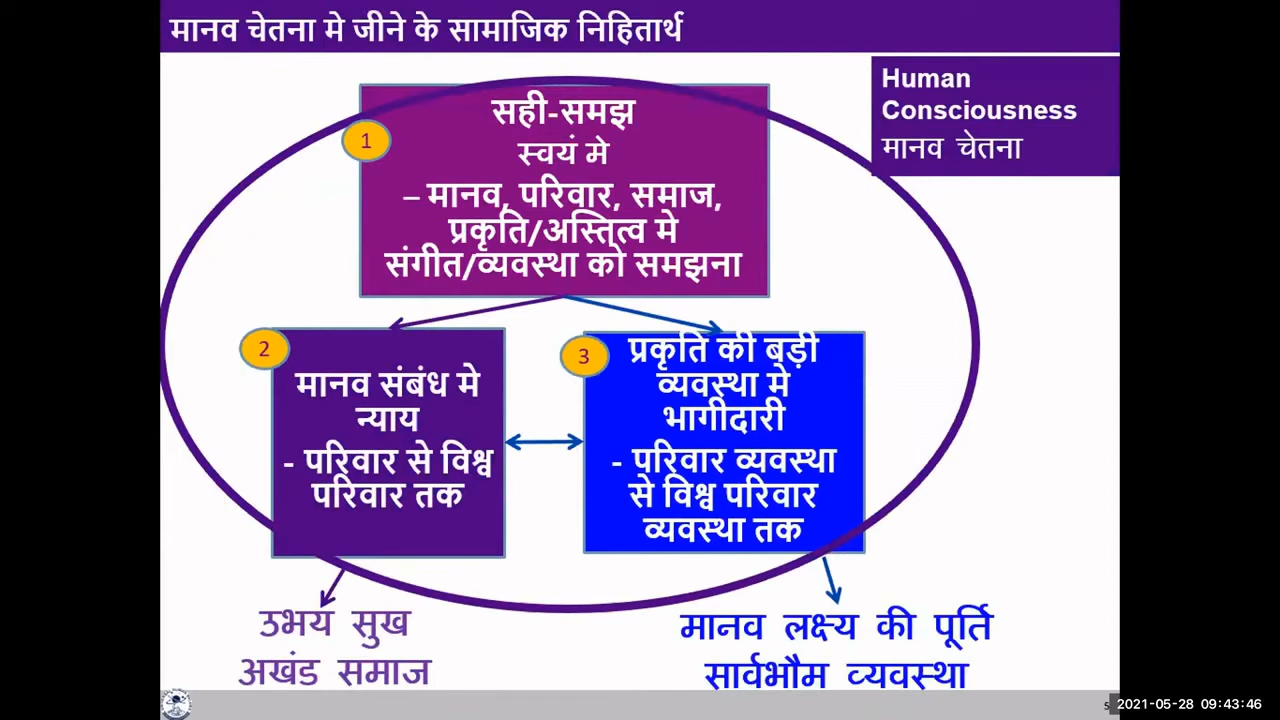 मानव चेतना मे जीने के सामाजिक निहितार्थ
Human
Consciousness
मानव चेतना
1
सही-समझ
स्वयं मे
– मानव, परिवार, समाज,
प्रकृति/अस्तित्व मे
संगीत/व्यवस्था को समझना
2
मानव संबंध मे
न्याय
- परिवार से विश्व
परिवार तक
3
प्रकृति की बड़ी
व्यवस्था मे
भागीदारी
- परिवार व्यवस्था
से विश्व परिवार
व्यवस्था तक
उभय सुख
अखंड समाज
मानव लक्ष्य की पूर्ति
सार्वभौम व्यवस्था
2021-05-28 09:43:46